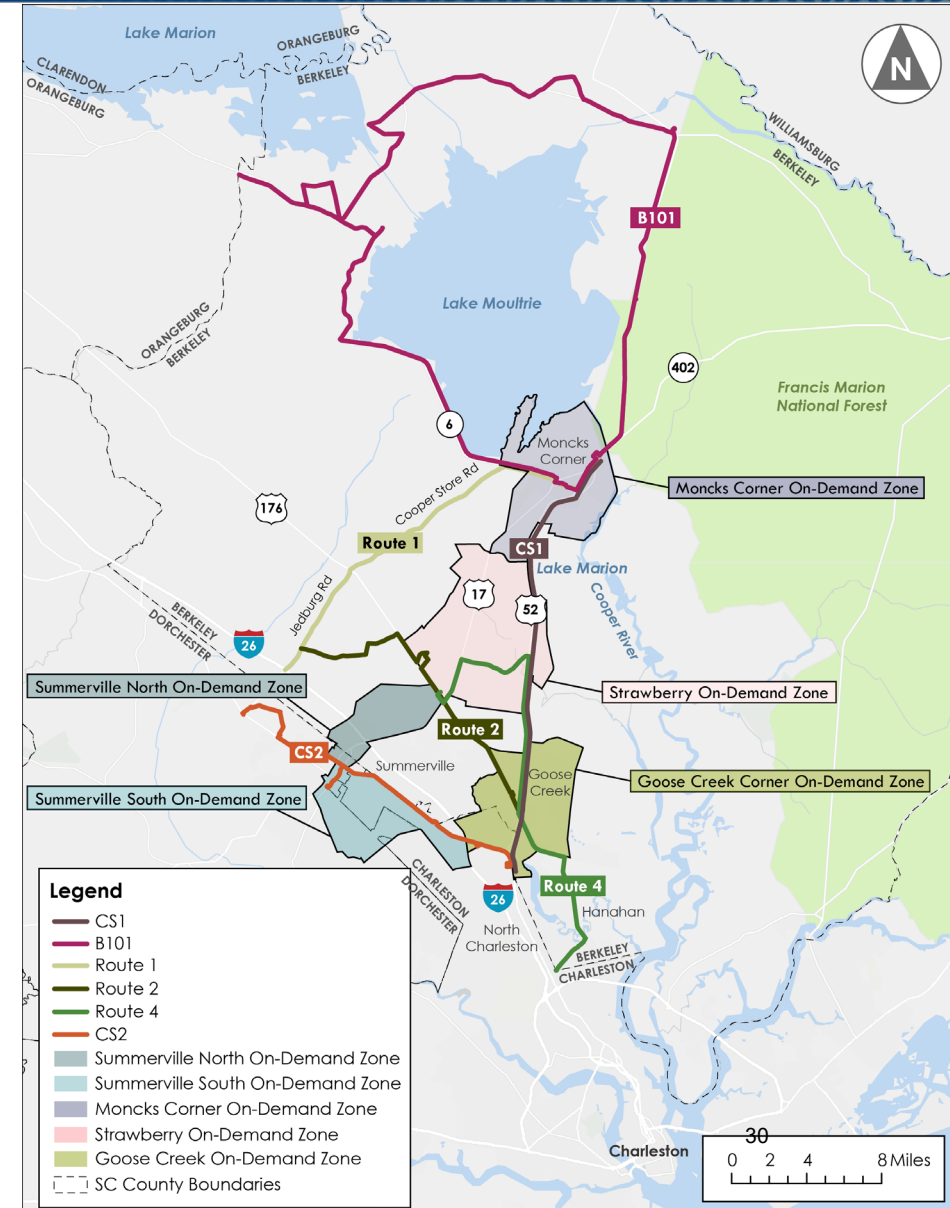 Lake Marion
ORANGEBURG
BERKELEY
CLARENDON
ORANGEBURG
N
WILLIAMSBURG
BERKELEY
B101
Lake Moultrie
ORANGEBURG
BERKELEY
402
Francis Marion
National Forest
6
Moncks
Corner
Cooper Store Rd
Moncks Corner On-Demand Zone
176
Route 1
CS1
Lake Marion
Cooper River
17
52
Jedburg Rd
BERKELEY
DORCHESTER
26
Summerville North On-Demand Zone
Strawberry On-Demand Zone
Route 2
CS2
Summerville
Goose
Creek
Goose Creek Corner On-Demand Zone
Summerville South On-Demand Zone
CHARLESTON
DORCHESTER
Route 4
26
Hanahan
North
Charleston
BERKELEY
CHARLESTON
Legend
CS1
B101
Route 1
Route 2
Route 4
CS2
Summerville North On-Demand Zone
Summerville South On-Demand Zone
Moncks Corner On-Demand Zone
Strawberry On-Demand Zone
Goose Creek On-Demand Zone
SC County Boundaries
Charleston
30
0 2 4 8 Miles